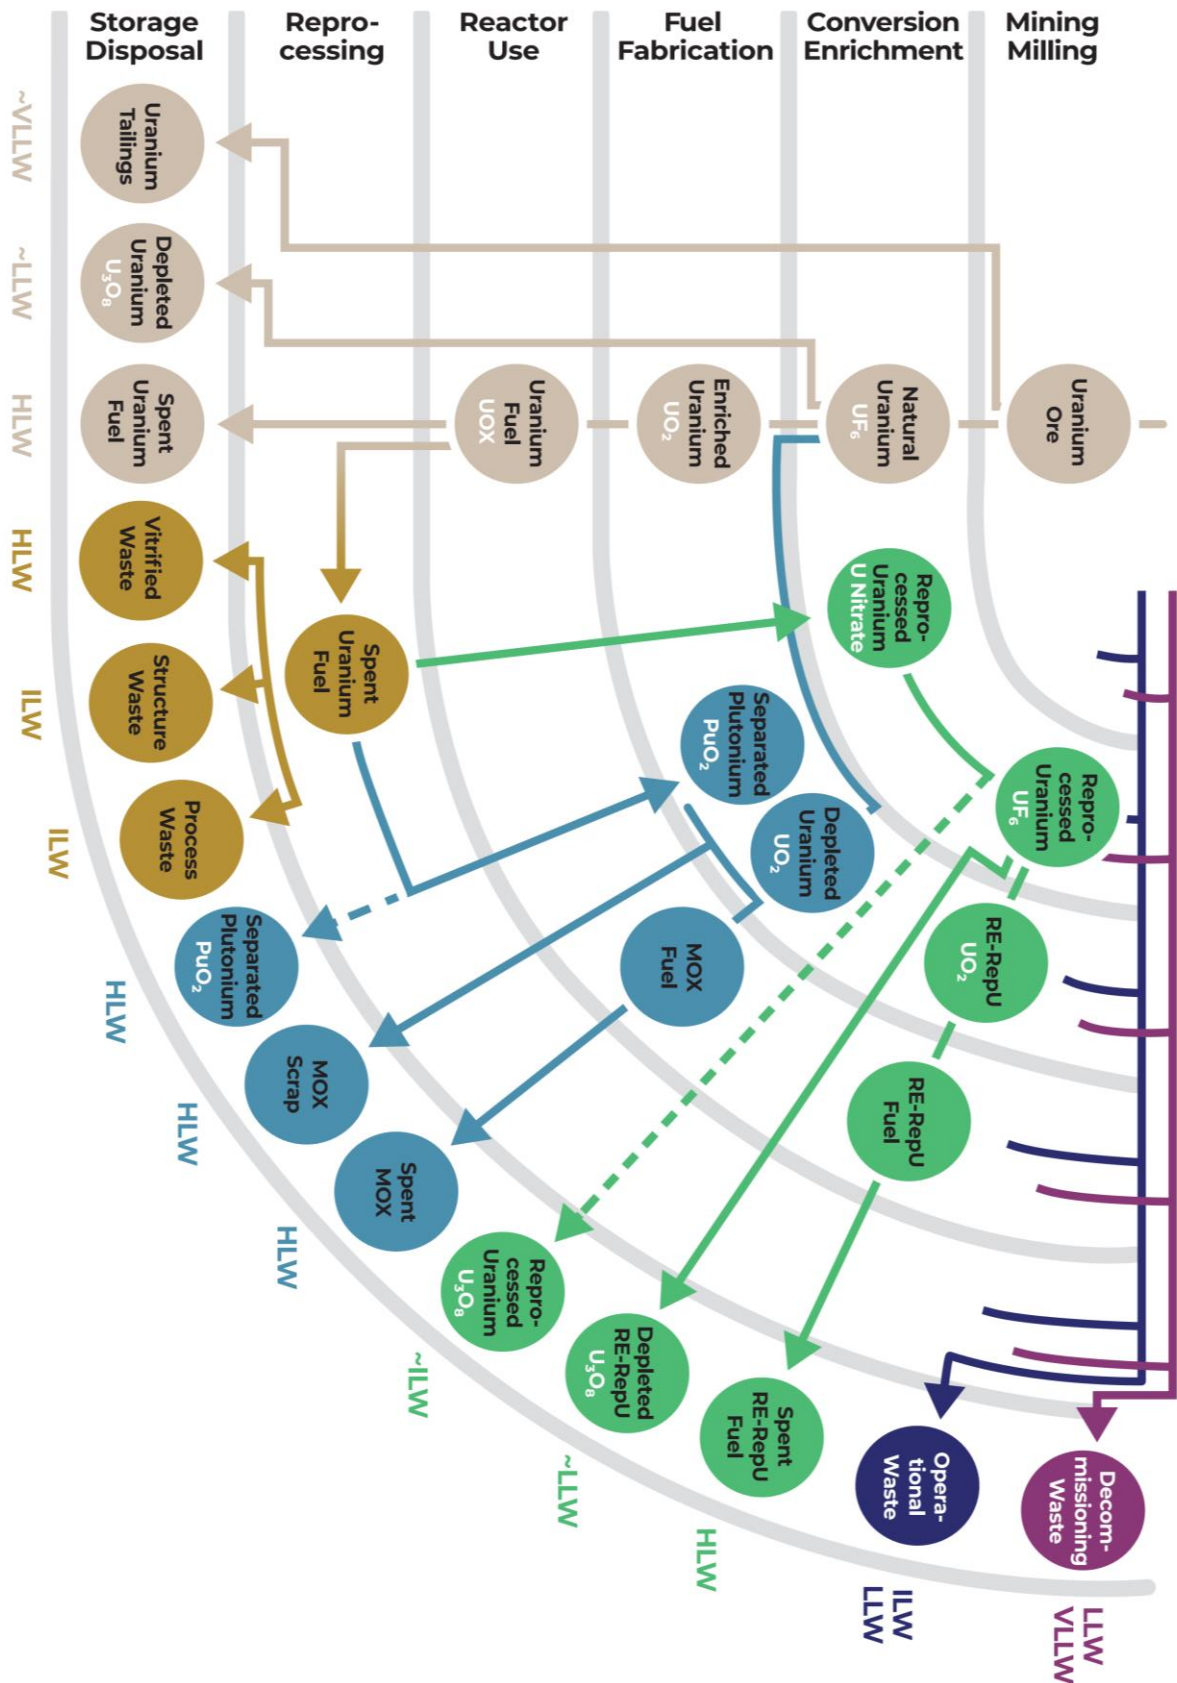 Storage
Disposal
Repro-
cessing
Reactor
Use
Fuel
Fabrication
Conversion
Enrichment
Mining
Milling
Uranium
Tailings
~VLLW
Depleted
Uranium
U₃O₈
~LLW
Spent
Uranium
Fuel
HLW
Uranium
Fuel
UOX
Enriched
Uranium
UO₂
Natural
Uranium
UF₆
Uranium
Ore
Vitrified
Waste
HLW
Structure
Waste
ILW
Process
Waste
ILW
Spent
Uranium
Fuel
Repro-
cessed
Uranium
U Nitrate
Separated
Plutonium
PuO₂
Depleted
Uranium
UO₂
Repro-
cessed
Uranium
UF₆
MOX
Fuel
RE-RepU
UO₂
RE-RepU
Fuel
Separated
Plutonium
PuO₂
HLW
MOX
Scrap
HLW
Spent
MOX
HLW
Repro-
cessed
Uranium
U₃O₈
~ILW
Depleted
RE-RepU
U₃O₈
~LLW
Spent
RE-RepU
Fuel
HLW
Opera-
tional
Waste
ILW
LLW
Decom-
missioning
Waste
LLW
VLLW